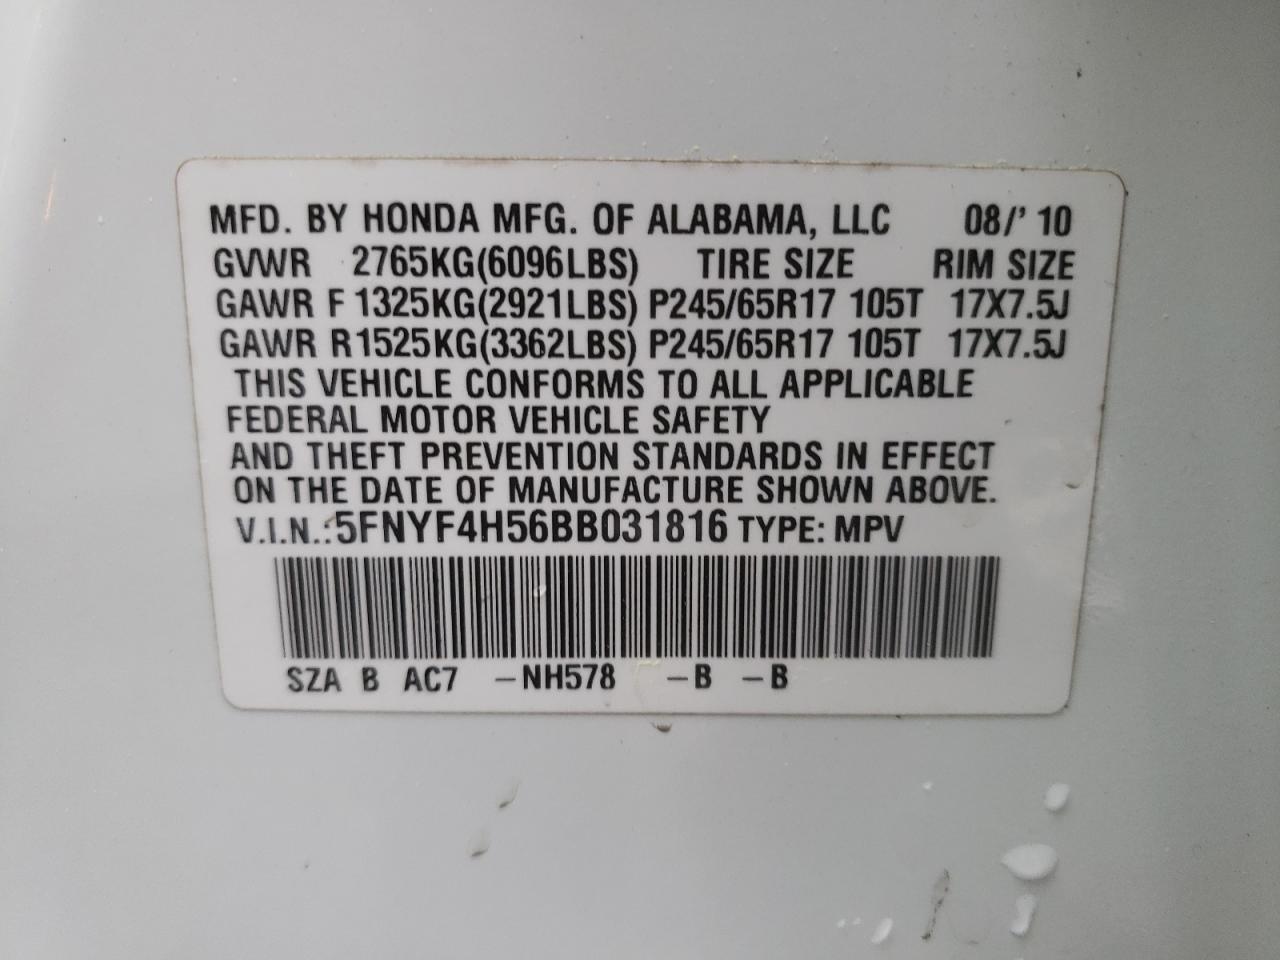 MFD. BY HONDA MFG. OF ALABAMA, LLC 08/' 10
GVWR 2765KG(6096LBS) TIRE SIZE RIM SIZE
GAWR F 1325KG(2921LBS) P245/65R17 105T 17X7.5J
GAWR R1525KG(3362LBS) P245/65R17 105T 17X7.5J
THIS VEHICLE CONFORMS TO ALL APPLICABLE
FEDERAL MOTOR VEHICLE SAFETY
AND THEFT PREVENTION STANDARDS IN EFFECT
ON THE DATE OF MANUFACTURE SHOWN ABOVE.
V.I.N.:5FNYF4H56BB031816 TYPE: MPV
SZA B AC7 –NH578 –B –B